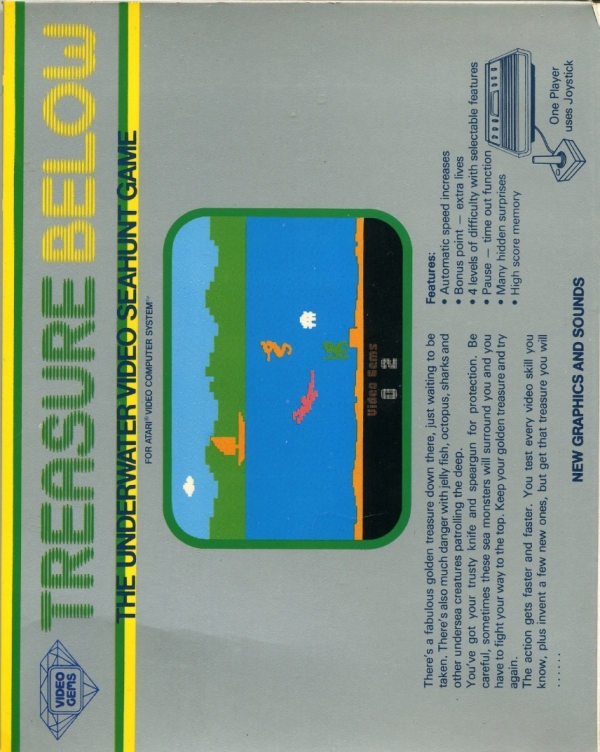 VIDEO
GEMS
TREASURE BELOW
THE UNDERWATER VIDEO SEAHUNT GAME
FOR ATARI® VIDEO COMPUTER SYSTEM™
Video Gems
0 2
There's a fabulous golden treasure down there, just waiting to be
taken. There's also much danger with jelly fish, octopus, sharks and
other undersea creatures patrolling the deep.
You've got your trusty knife and speargun for protection. Be
careful, sometimes these sea monsters will surround you and you
have to fight your way to the top. Keep your golden treasure and try
again.
The action gets faster and faster. You test every video skill you
know, plus invent a few new ones, but get that treasure you will
......
Features:
• Automatic speed increases
• Bonus point — extra lives
• 4 levels of difficulty with selectable features
• Pause — time out function
• Many hidden surprises
• High score memory
One Player
uses Joystick
NEW GRAPHICS AND SOUNDS